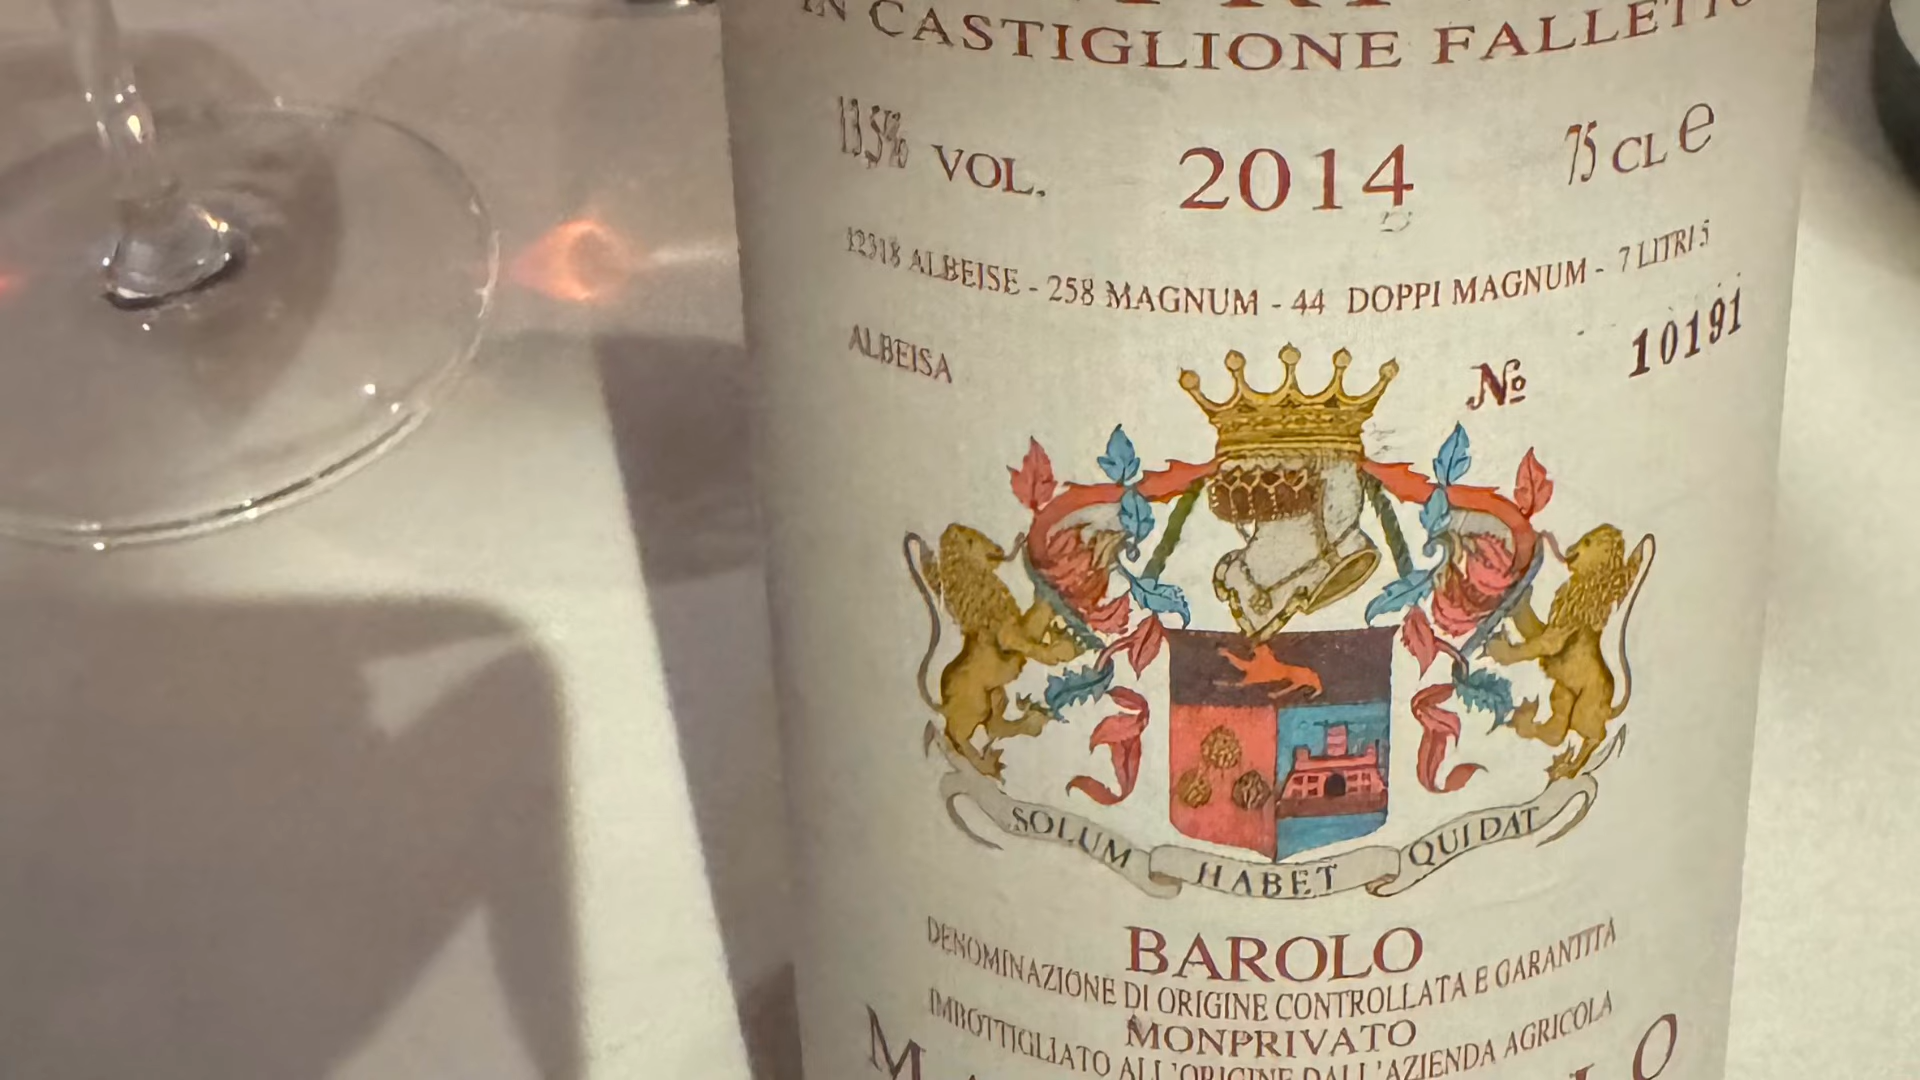 IN CASTIGLIONE FALLETTO
13,5% VOL. 2014 75 CL e
12318 ALBEISE - 258 MAGNUM - 44 DOPPI MAGNUM - 7 LITRI 5
ALBEISA
No 10191
SOLUM HABET QUI DAT
BAROLO
DENOMINAZIONE DI ORIGINE CONTROLLATA E GARANTITA
MONPRIVATO
IMBOTTIGLIATO ALL'ORIGINE DALL'AZIENDA AGRICOLA